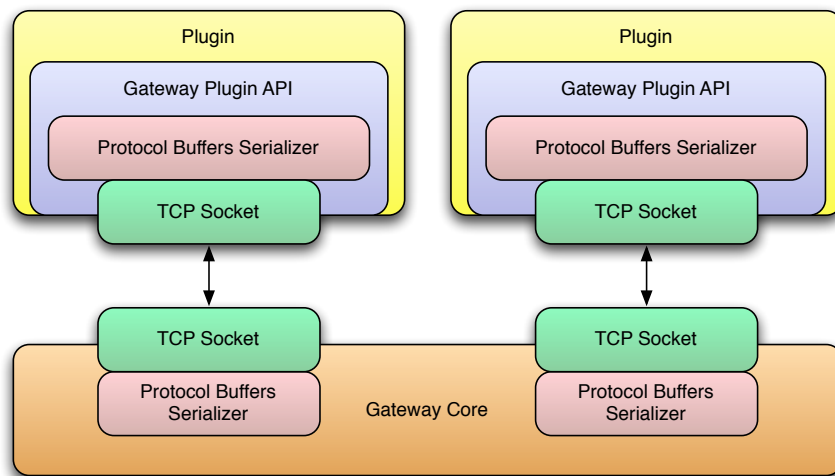 Plugin
Gateway Plugin API
Protocol Buffers Serializer
TCP Socket
Plugin
Gateway Plugin API
Protocol Buffers Serializer
TCP Socket
TCP Socket
Protocol Buffers
Serializer
Gateway Core
TCP Socket
Protocol Buffers
Serializer